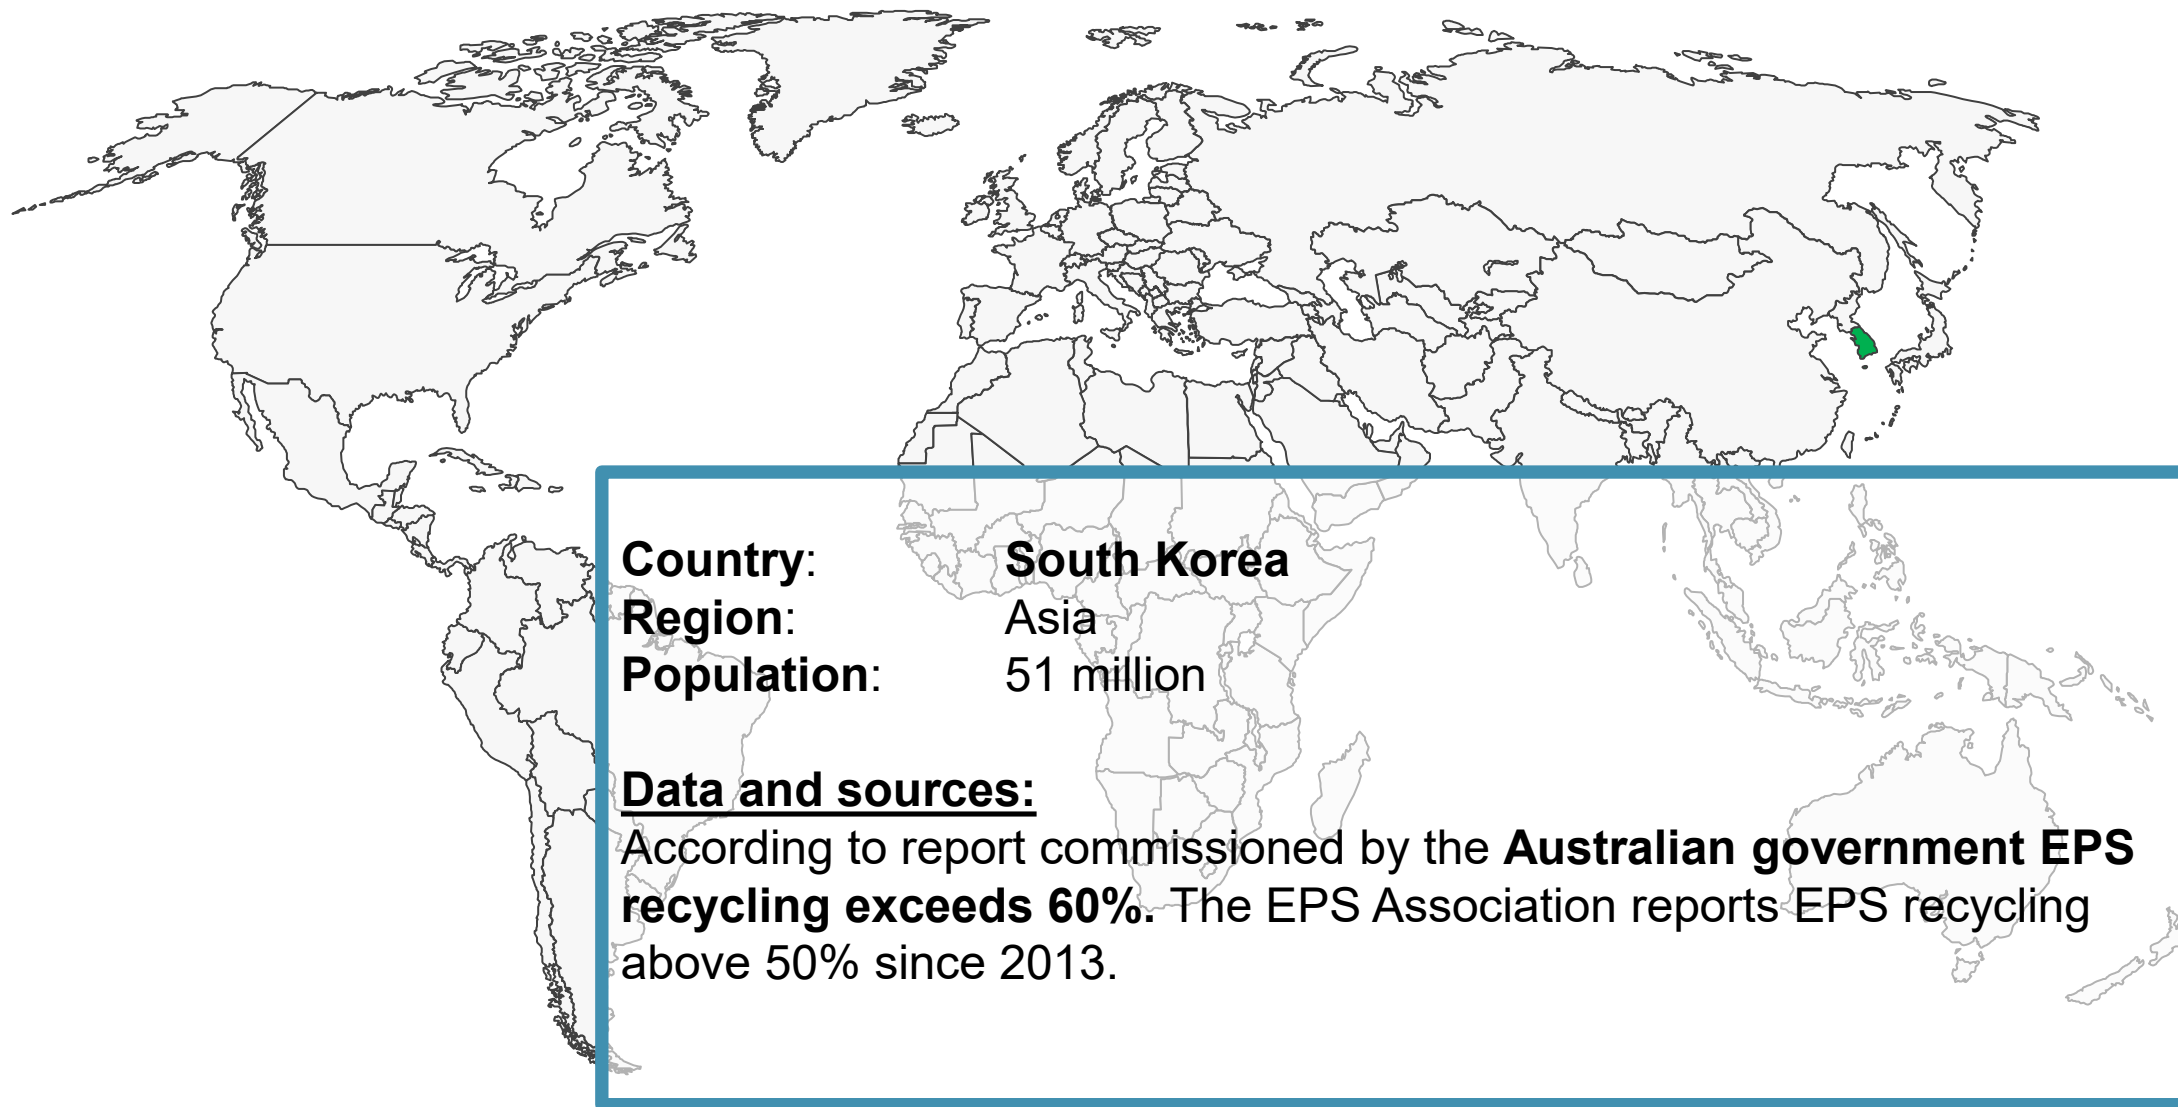 Country: South Korea
Region: Asia
Population: 51 million
Data and sources:
According to report commissioned by the Australian government EPS
recycling exceeds 60%. The EPS Association reports EPS recycling
above 50% since 2013.